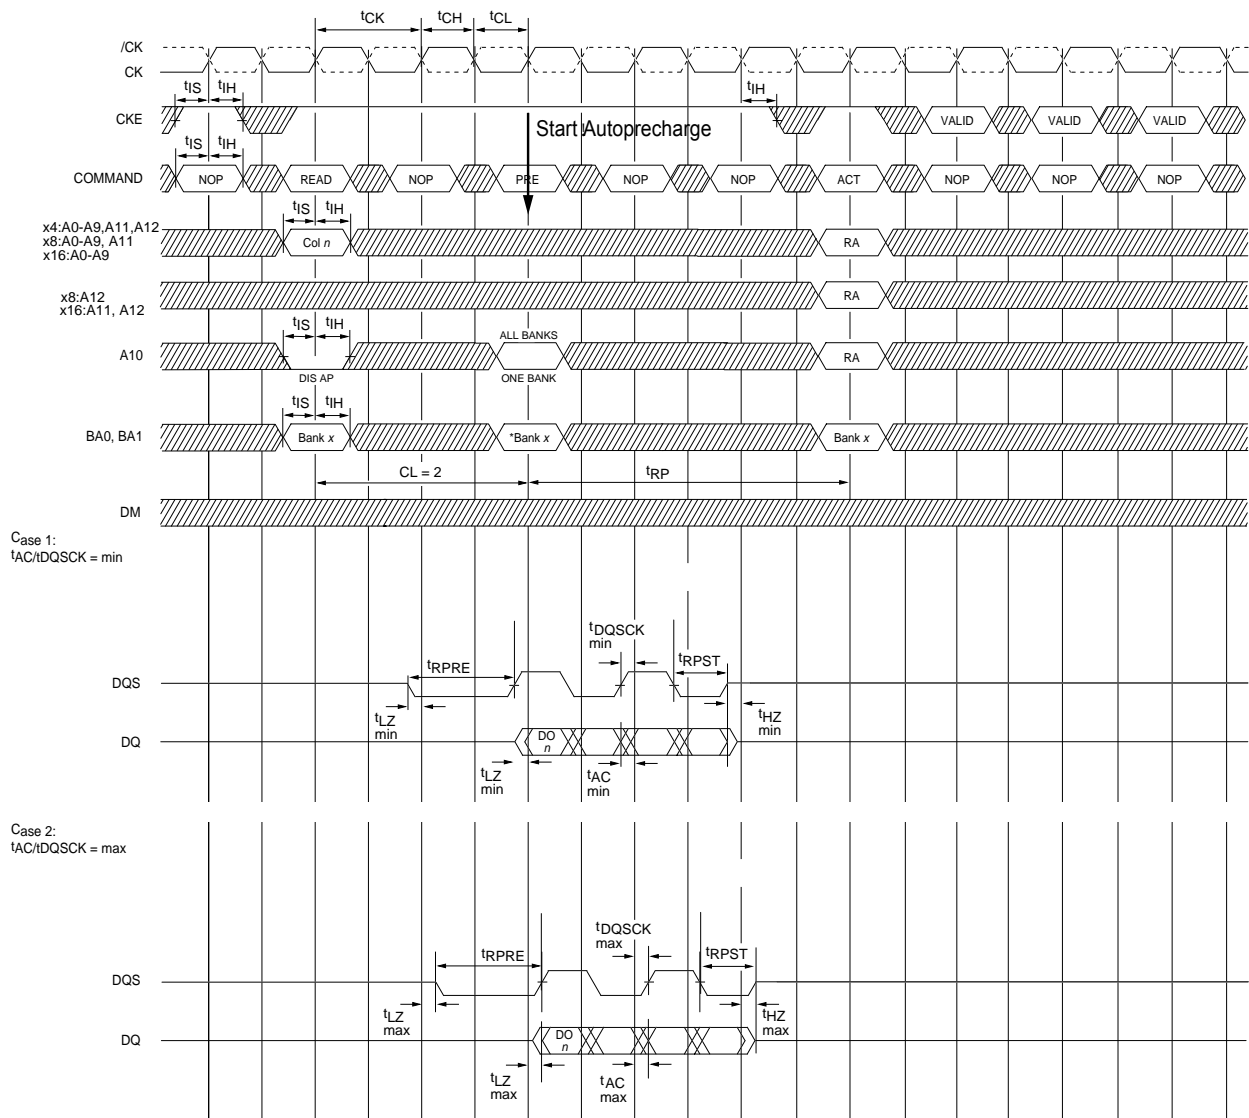 tCK tCH tCL
/CK
CK
tIS tIH tIH
CKE VALID VALID VALID
Start Autoprecharge
tIS tIH
COMMAND NOP READ NOP PRE NOP NOP ACT NOP NOP NOP
tIS tIH
x4:A0-A9,A11,A12
x8:A0-A9, A11
x16:A0-A9
Col n RA
x8:A12
x16:A11, A12
RA
tIS tIH ALL BANKS
A10 RA
DIS AP ONE BANK
tIS tIH
BA0, BA1 Bank x *Bank x Bank x
CL = 2 tRP
DM
Case 1:
tAC/tDQSCK = min
tDQSCK
min
tRPRE tRPST
DQS
tLZ
min
tHZ
min
DQ DO
n
tLZ
min
tAC
min
Case 2:
tAC/tDQSCK = max
tDQSCK
max
tRPRE tRPST
DQS
tLZ
max
tHZ
max
DQ DO
n
tLZ
max
tAC
max